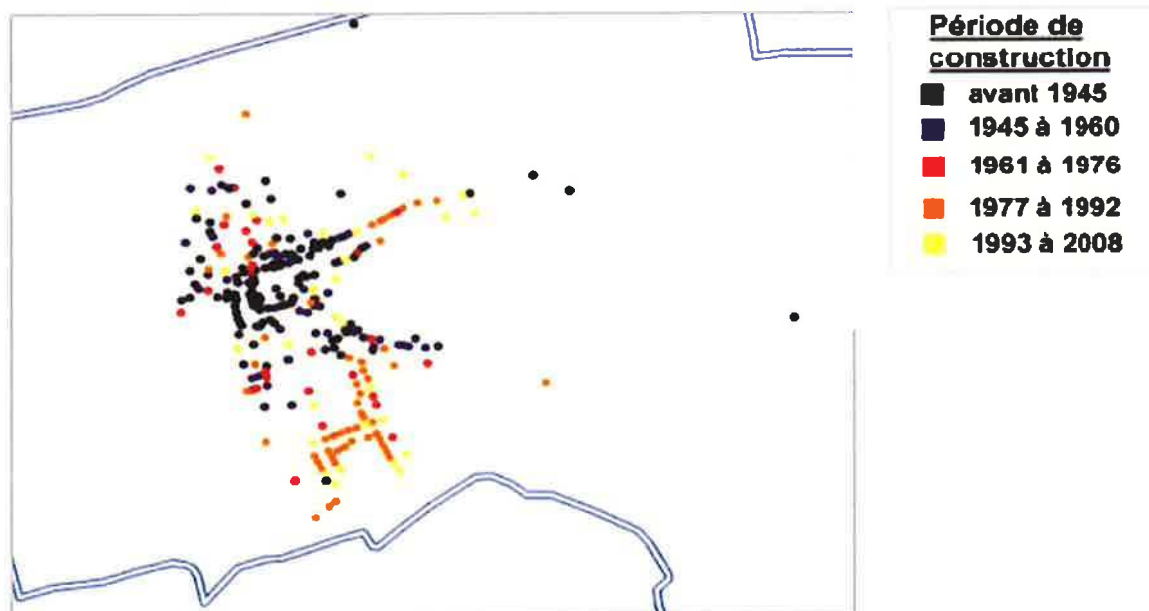 Période de
construction
avant 1945
1945 à 1960
1961 à 1976
1977 à 1992
1993 à 2008